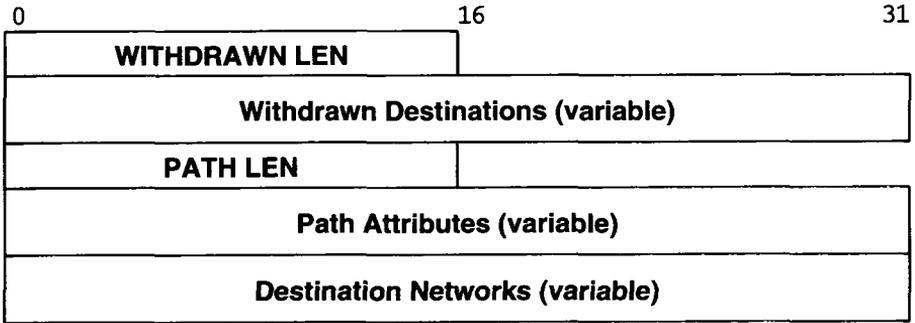 0 16 31
WITHDRAWN LEN
Withdrawn Destinations (variable)
PATH LEN
Path Attributes (variable)
Destination Networks (variable)